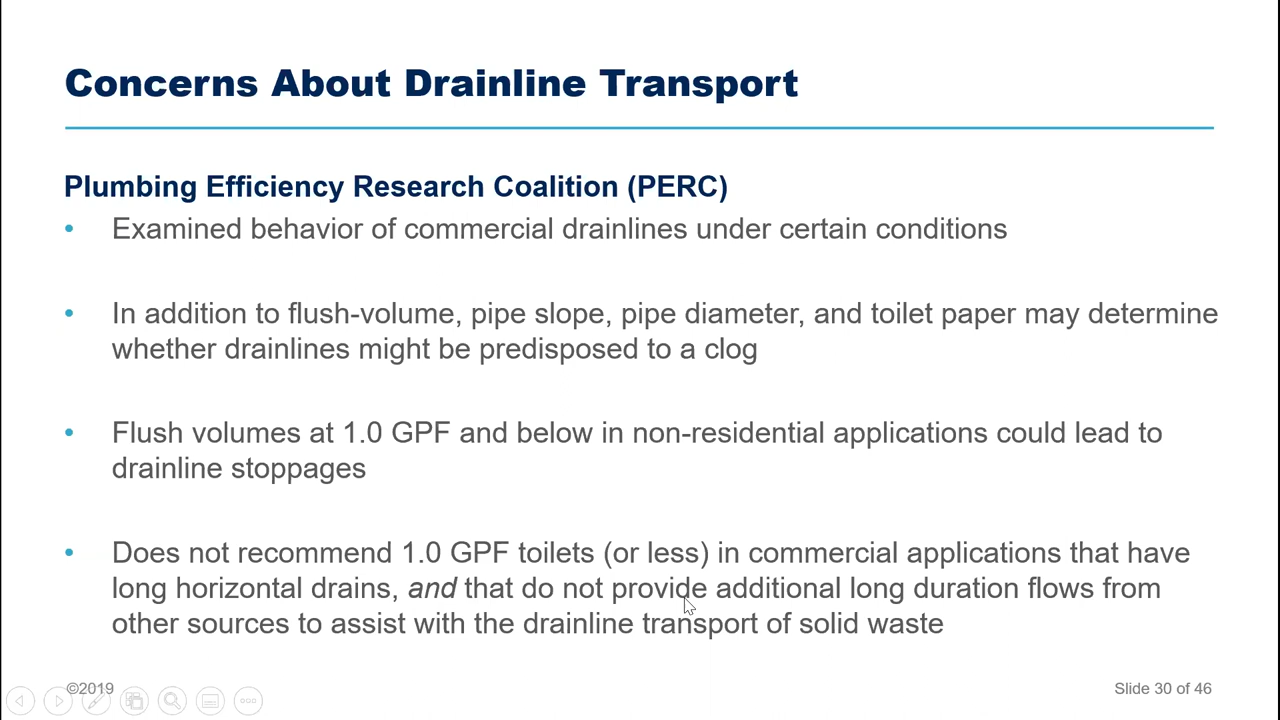 Concerns About Drainline Transport
Plumbing Efficiency Research Coalition (PERC)
• Examined behavior of commercial drainlines under certain conditions
• In addition to flush-volume, pipe slope, pipe diameter, and toilet paper may determine
whether drainlines might be predisposed to a clog
• Flush volumes at 1.0 GPF and below in non-residential applications could lead to
drainline stoppages
• Does not recommend 1.0 GPF toilets (or less) in commercial applications that have
long horizontal drains, and that do not provide additional long duration flows from
other sources to assist with the drainline transport of solid waste
©2019
Slide 30 of 46